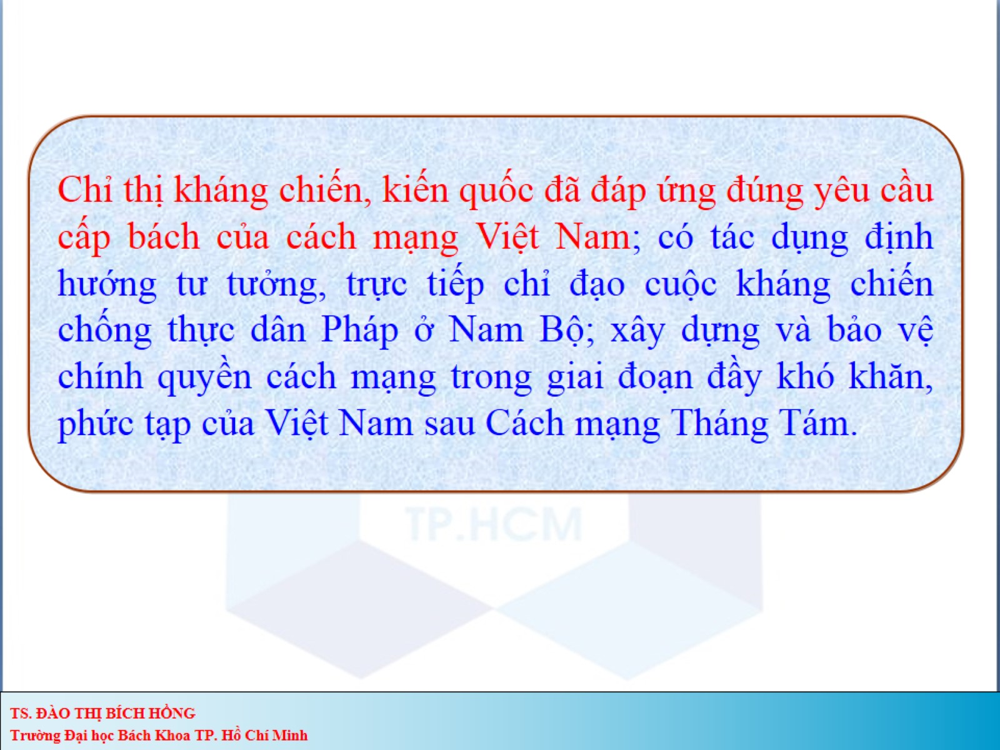 Chỉ thị kháng chiến, kiến quốc đã đáp ứng đúng yêu cầu
cấp bách của cách mạng Việt Nam; có tác dụng định
hướng tư tưởng, trực tiếp chỉ đạo cuộc kháng chiến
chống thực dân Pháp ở Nam Bộ; xây dựng và bảo vệ
chính quyền cách mạng trong giai đoạn đầy khó khăn,
phức tạp của Việt Nam sau Cách mạng Tháng Tám.
TP.HCM
TS. ĐÀO THỊ BÍCH HỒNG
Trường Đại học Bách Khoa TP. Hồ Chí Minh